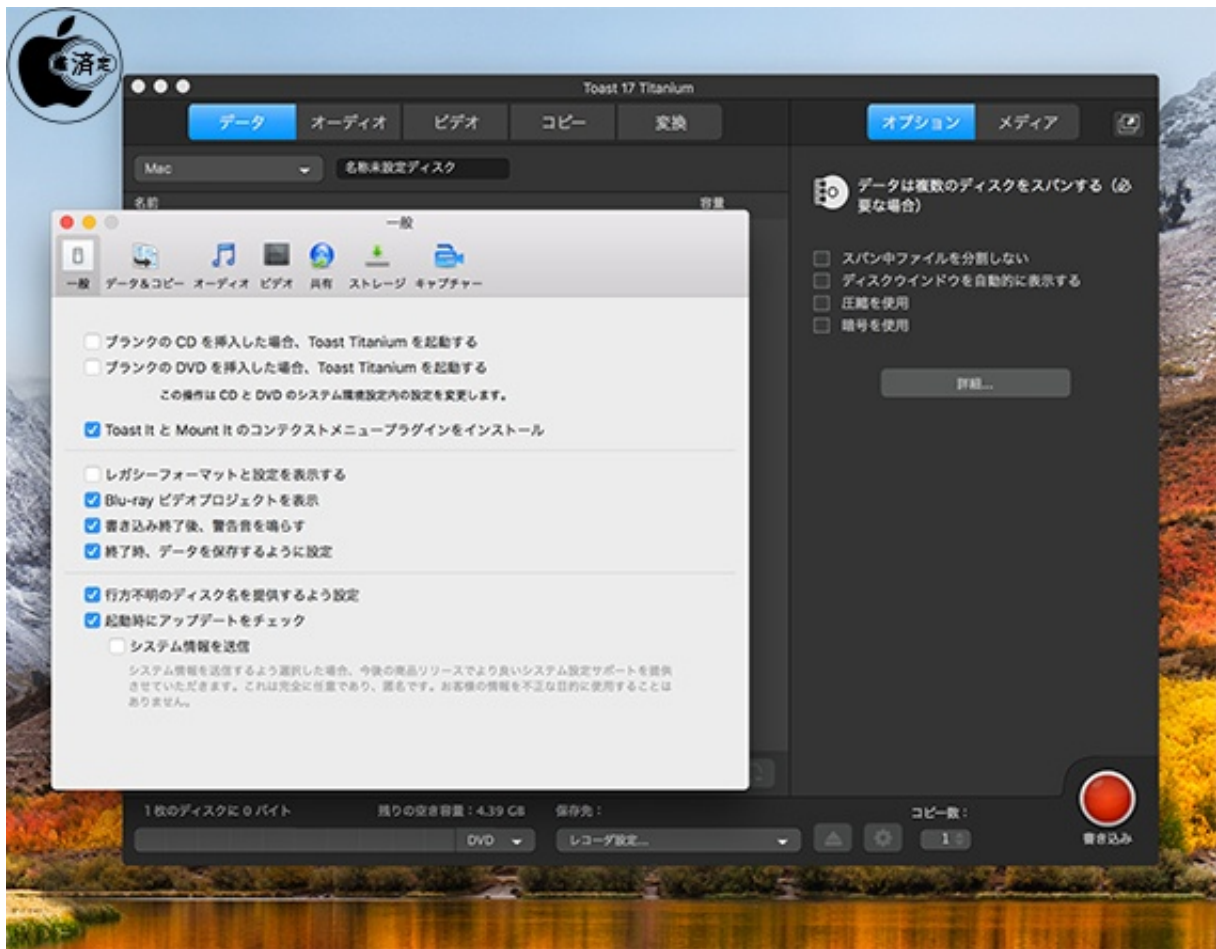 済
Toast 17 Titanium
データ オーディオ ビデオ コピー 変換
オプション メディア
Mac 名称未設定ディスク
名前 容量
データは複数のディスクをスパンする（必
要な場合）
スパン中ファイルを分割しない
ディスクウインドウを自動的に表示する
圧縮を使用
暗号を使用
詳細...
一般
一般 データ&コピー オーディオ ビデオ 共有 ストレージ キャプチャー
ブランクの CD を挿入した場合、Toast Titanium を起動する
ブランクの DVD を挿入した場合、Toast Titanium を起動する
この操作は CD と DVD のシステム環境設定内の設定を変更します。
Toast It と Mount It のコンテクストメニュープラグインをインストール
レガシーフォーマットと設定を表示する
Blu-ray ビデオプロジェクトを表示
書き込み終了後、警告音を鳴らす
終了時、データを保存するように設定
行方不明のディスク名を提供するよう設定
起動時にアップデートをチェック
システム情報を送信
システム情報を送信するよう選択した場合、今後の商品リリースでより良いシステム設定サポートを提供
させていただきます。これは完全に任意であり、匿名です。お客様の情報を不正な目的に使用することは
ありません。
1 枚のディスクに 0 バイト 残りの空き容量：4.39 GB 保存先：
DVD レコーダ設定...
コピー数：
1
書き込み